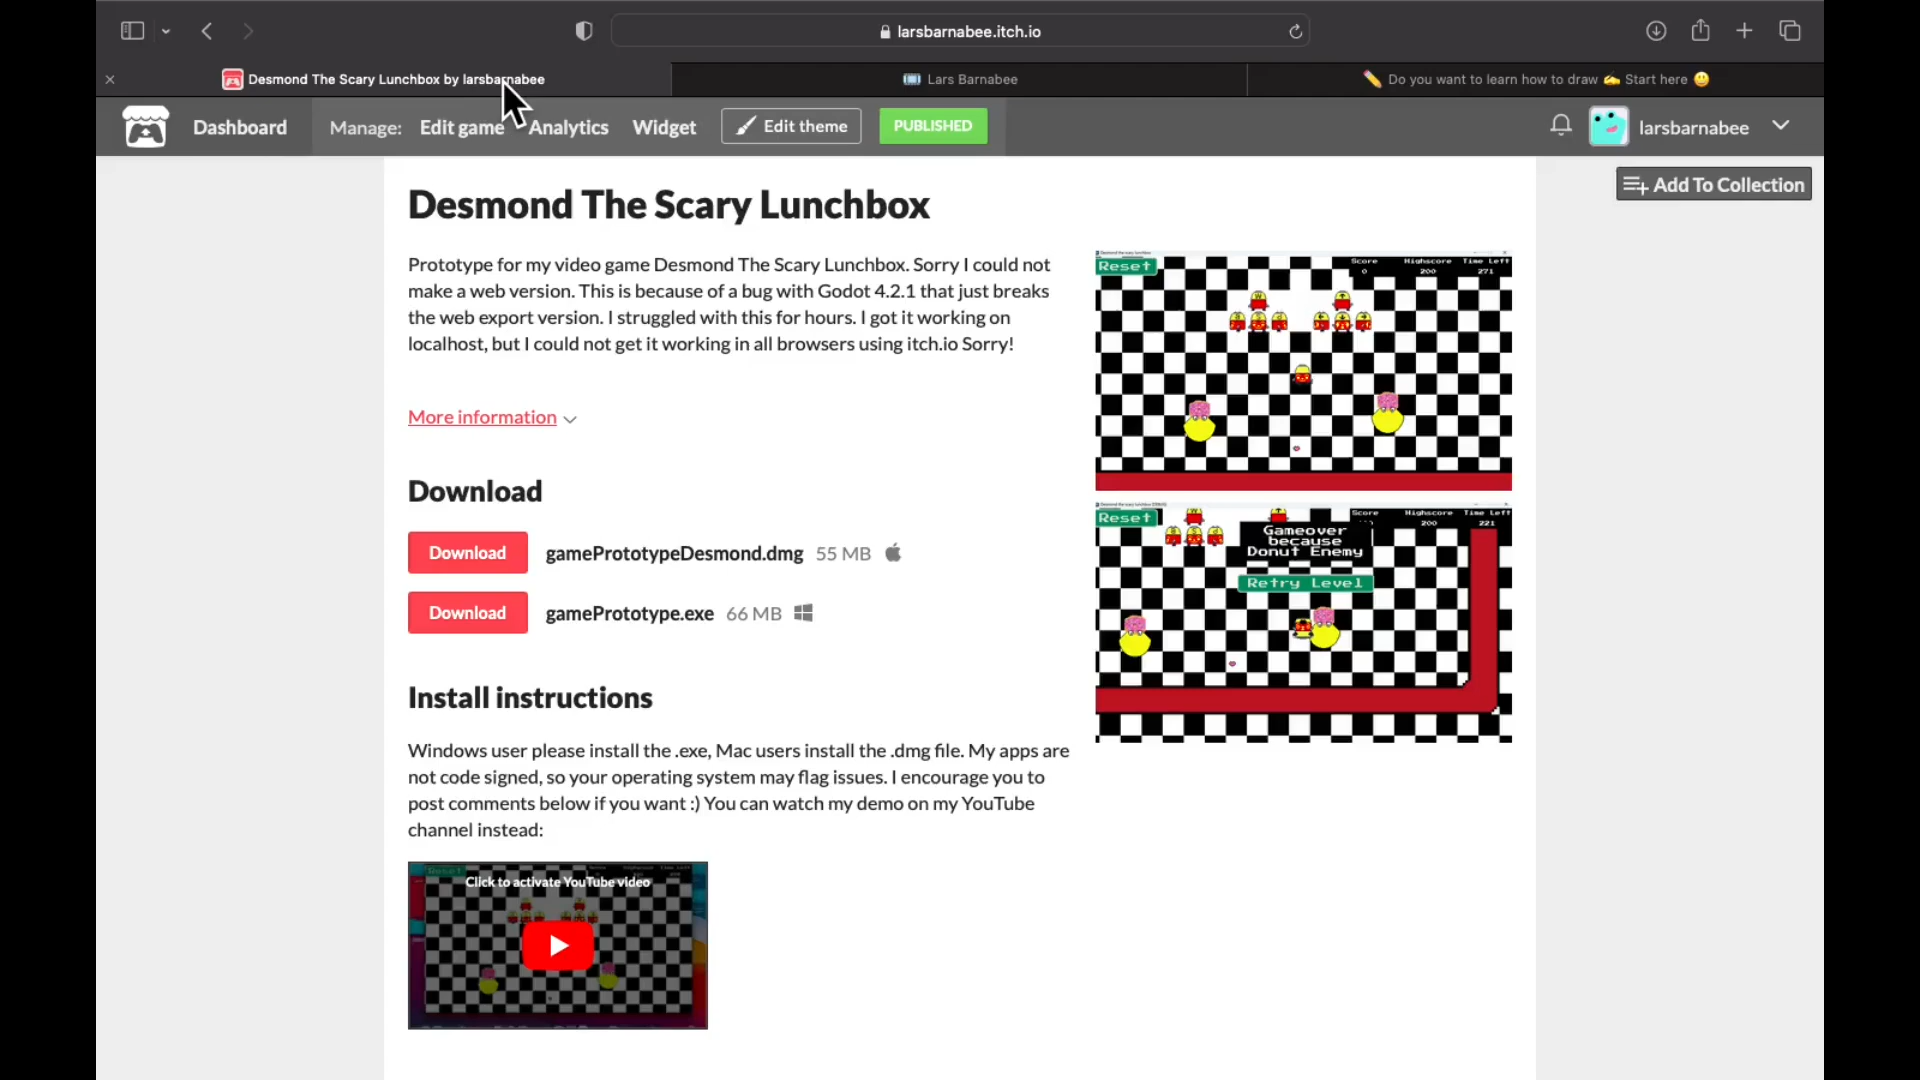 larsbarnabee.itch.io
Desmond The Scary Lunchbox by larsbarnabee
Lars Barnabee
✏️ Do you want to learn how to draw ✍️ Start here 😃
Dashboard
Manage:
Edit game
Analytics
Widget
Edit theme
PUBLISHED
larsbarnabee
Add To Collection
Desmond The Scary Lunchbox
Prototype for my video game Desmond The Scary Lunchbox. Sorry I could not
make a web version. This is because of a bug with Godot 4.2.1 that just breaks
the web export version. I struggled with this for hours. I got it working on
localhost, but I could not get it working in all browsers using itch.io Sorry!
More information
Download
Download gamePrototypeDesmond.dmg 55 MB
Download gamePrototype.exe 66 MB
Install instructions
Windows user please install the .exe, Mac users install the .dmg file. My apps are
not code signed, so your operating system may flag issues. I encourage you to
post comments below if you want :) You can watch my demo on my YouTube
channel instead:
Click to activate YouTube video
Reset
Score Highscore Time Left
0 200 271
Reset
Score Highscore Time Left
200 221
Gameover
because
Donut Enemy
Retry Level